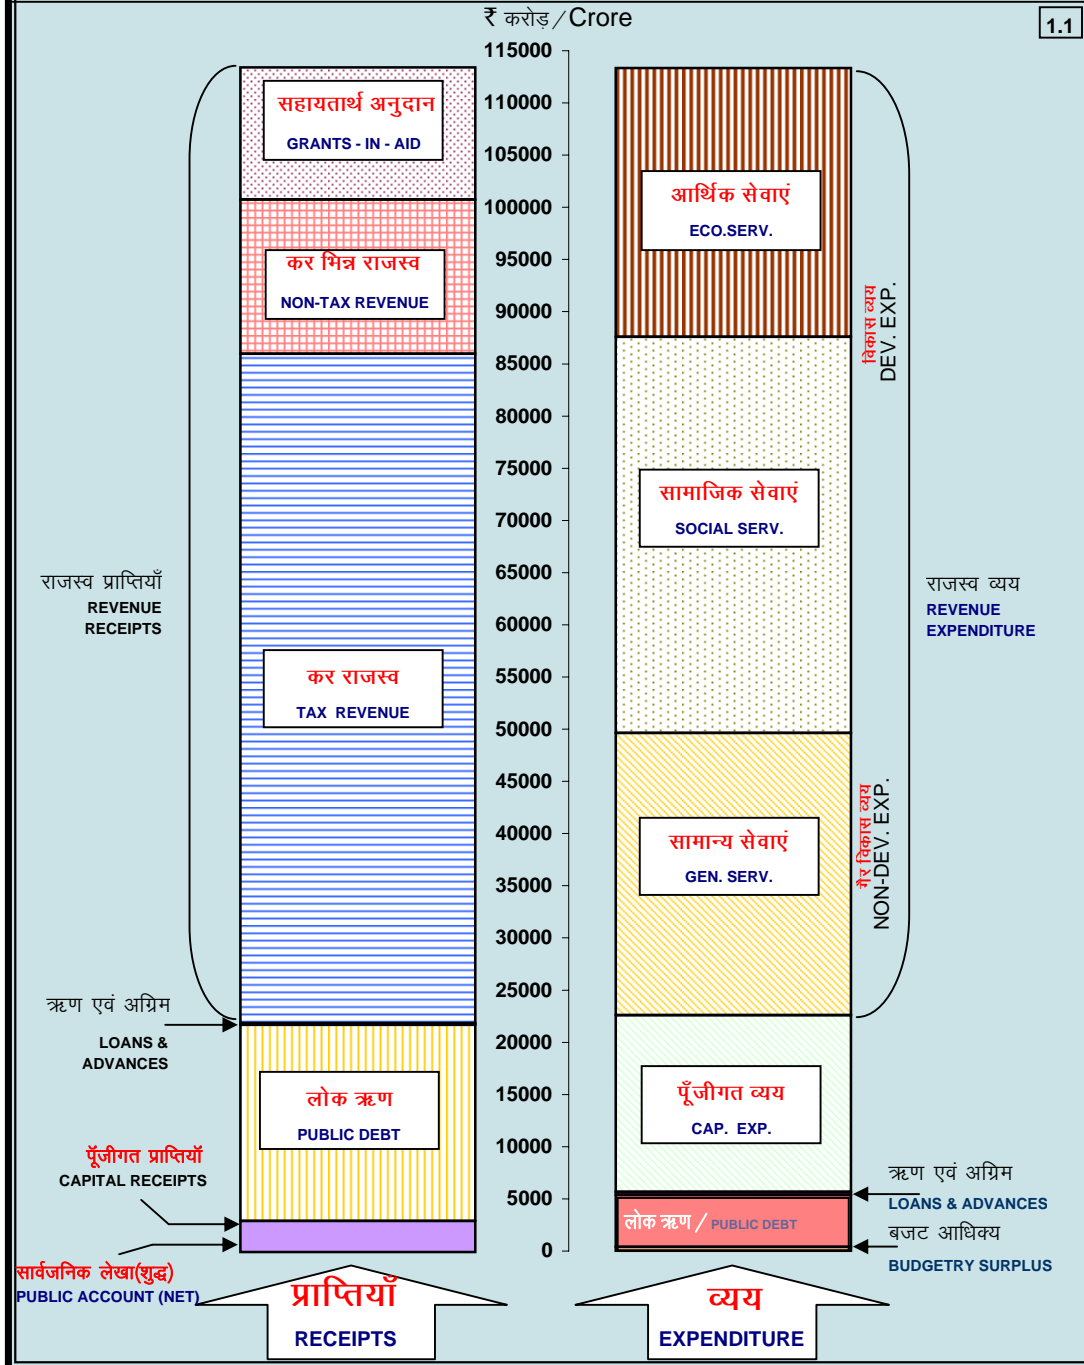 ₹ करोड़ / Crore
1.1
115000
110000
105000
100000
95000
90000
85000
80000
75000
70000
65000
60000
55000
50000
45000
40000
35000
30000
25000
20000
15000
10000
5000
0
सहायतार्थ अनुदान
GRANTS - IN - AID
कर भिन्न राजस्व
NON-TAX REVENUE
राजस्व प्राप्तियाँ
REVENUE
RECEIPTS
कर राजस्व
TAX REVENUE
ऋण एवं अग्रिम
LOANS &
ADVANCES
लोक ऋण
PUBLIC DEBT
पूँजीगत प्राप्तियाँ
CAPITAL RECEIPTS
सार्वजनिक लेखा(शुद्ध)
PUBLIC ACCOUNT (NET)
प्राप्तियाँ
RECEIPTS
आर्थिक सेवाएं
ECO.SERV.
विकास व्यय
DEV. EXP.
सामाजिक सेवाएं
SOCIAL SERV.
राजस्व व्यय
REVENUE
EXPENDITURE
सामान्य सेवाएं
GEN. SERV.
गैर विकास व्यय
NON-DEV. EXP.
पूँजीगत व्यय
CAP. EXP.
ऋण एवं अग्रिम
LOANS & ADVANCES
लोक ऋण / PUBLIC DEBT
बजट आधिक्य
BUDGETRY SURPLUS
व्यय
EXPENDITURE